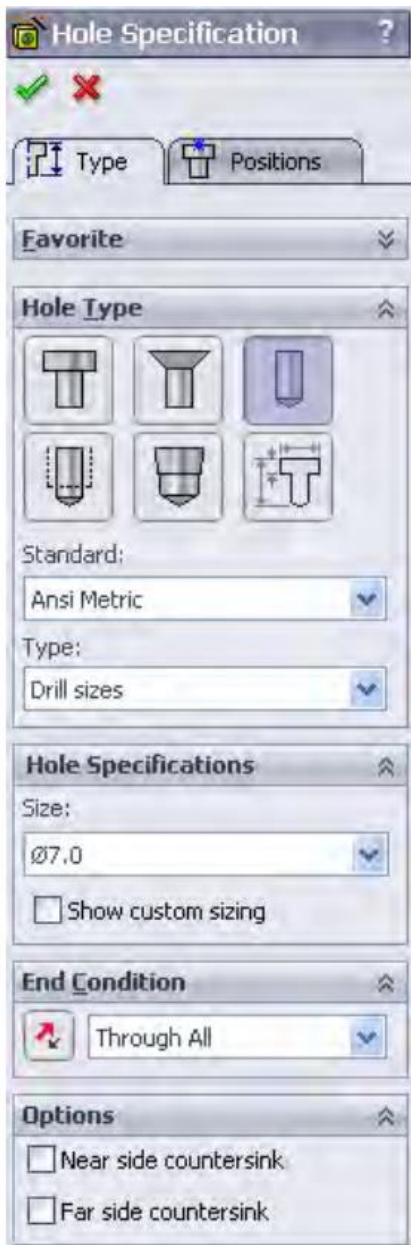 Hole Specification ?
Type Positions
Favorite
Hole Type
Standard:
Ansi Metric
Type:
Drill sizes
Hole Specifications
Size:
Ø7.0
Show custom sizing
End Condition
Through All
Options
Near side countersink
Far side countersink